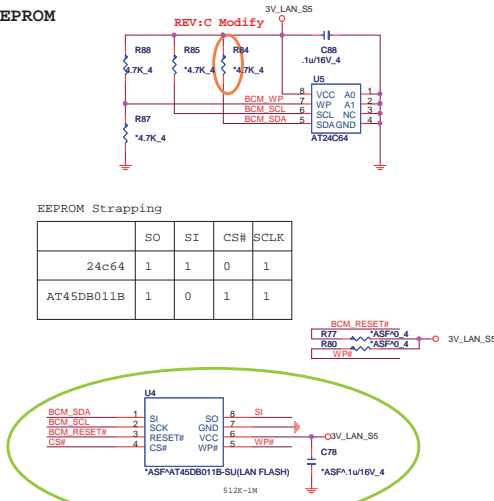 EEPROM
3V_LAN_S5
REV:C Modify
R88
4.7K_4
R85
*4.7K_4
R84
*4.7K_4
C88
.1u/16V_4
U5
BCM_WP
BCM_SCL
BCM_SDA
8 VCC A0 1
7 WP A1 2
6 SCL NC 3
5 SDA GND 4
AT24C64
R87
*4.7K_4
EEPROM Strapping
SO SI CS# SCLK
24c64 1 1 0 1
AT45DB011B 1 0 1 1
BCM_RESET#
R77 *ASF^0_4
R80 *ASF^0_4
WP#
3V_LAN_S5
U4
BCM_SDA 1 SI SO 8 SI
BCM_SCL 2 SCK GND 7
BCM_RESET# 3 RESET# VCC 6 3V_LAN_S5
CS# 4 CS# WP# 5 WP#
C78
*ASF^.1u/16V_4
*ASF^AT45DB011B-SU(LAN FLASH)
512K-1M